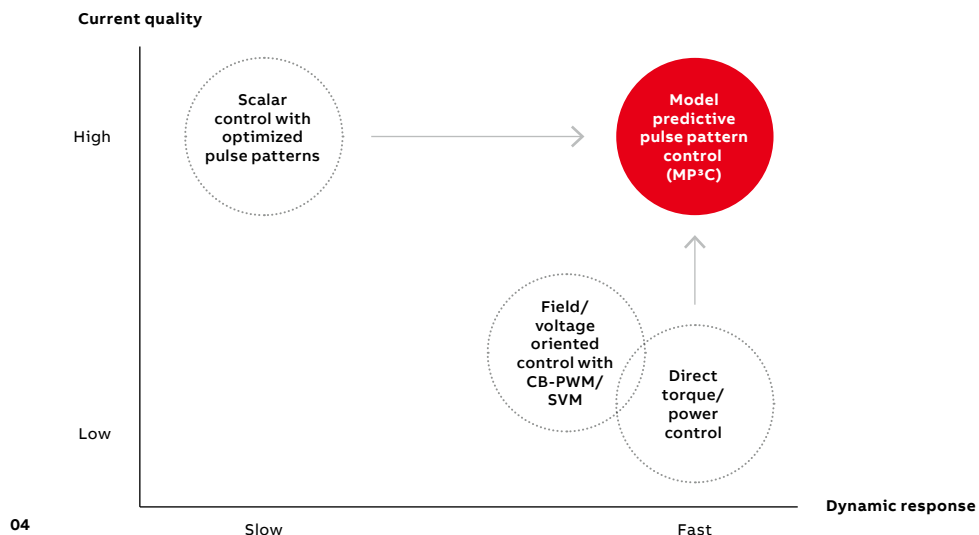 Current quality
Scalar
control with
optimized
pulse patterns
Model
predictive
pulse pattern
control
(MP³C)
High
Field/
voltage
oriented
control with
CB-PWM/
SVM
Direct
torque/
power
control
Low
Dynamic response
04
Slow
Fast